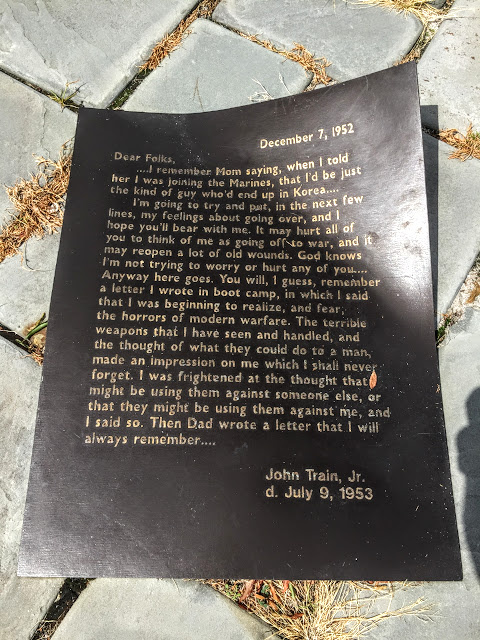 December 7, 1952
Dear Folks,
....I remember Mom saying, when I told
her I was joining the Marines, that I'd be just
the kind of guy who'd end up in Korea....
I'm going to try and put, in the next few
lines, my feelings about going over, and I
hope you'll bear with me. It may hurt all of
you to think of me as going off to war, and it
may reopen a lot of old wounds. God knows
I'm not trying to worry or hurt any of you....
Anyway here goes. You will, I guess, remember
a letter I wrote in boot camp, in which I said
that I was beginning to realize, and fear,
the horrors of modern warfare. The terrible
weapons that I have seen and handled, and
the thought of what they could do to a man,
made an impression on me which I shall never
forget. I was frightened at the thought that I
might be using them against someone else, or
that they might be using them against me, and
I said so. Then Dad wrote a letter that I will
always remember....
John Train, Jr.
d. July 9, 1953